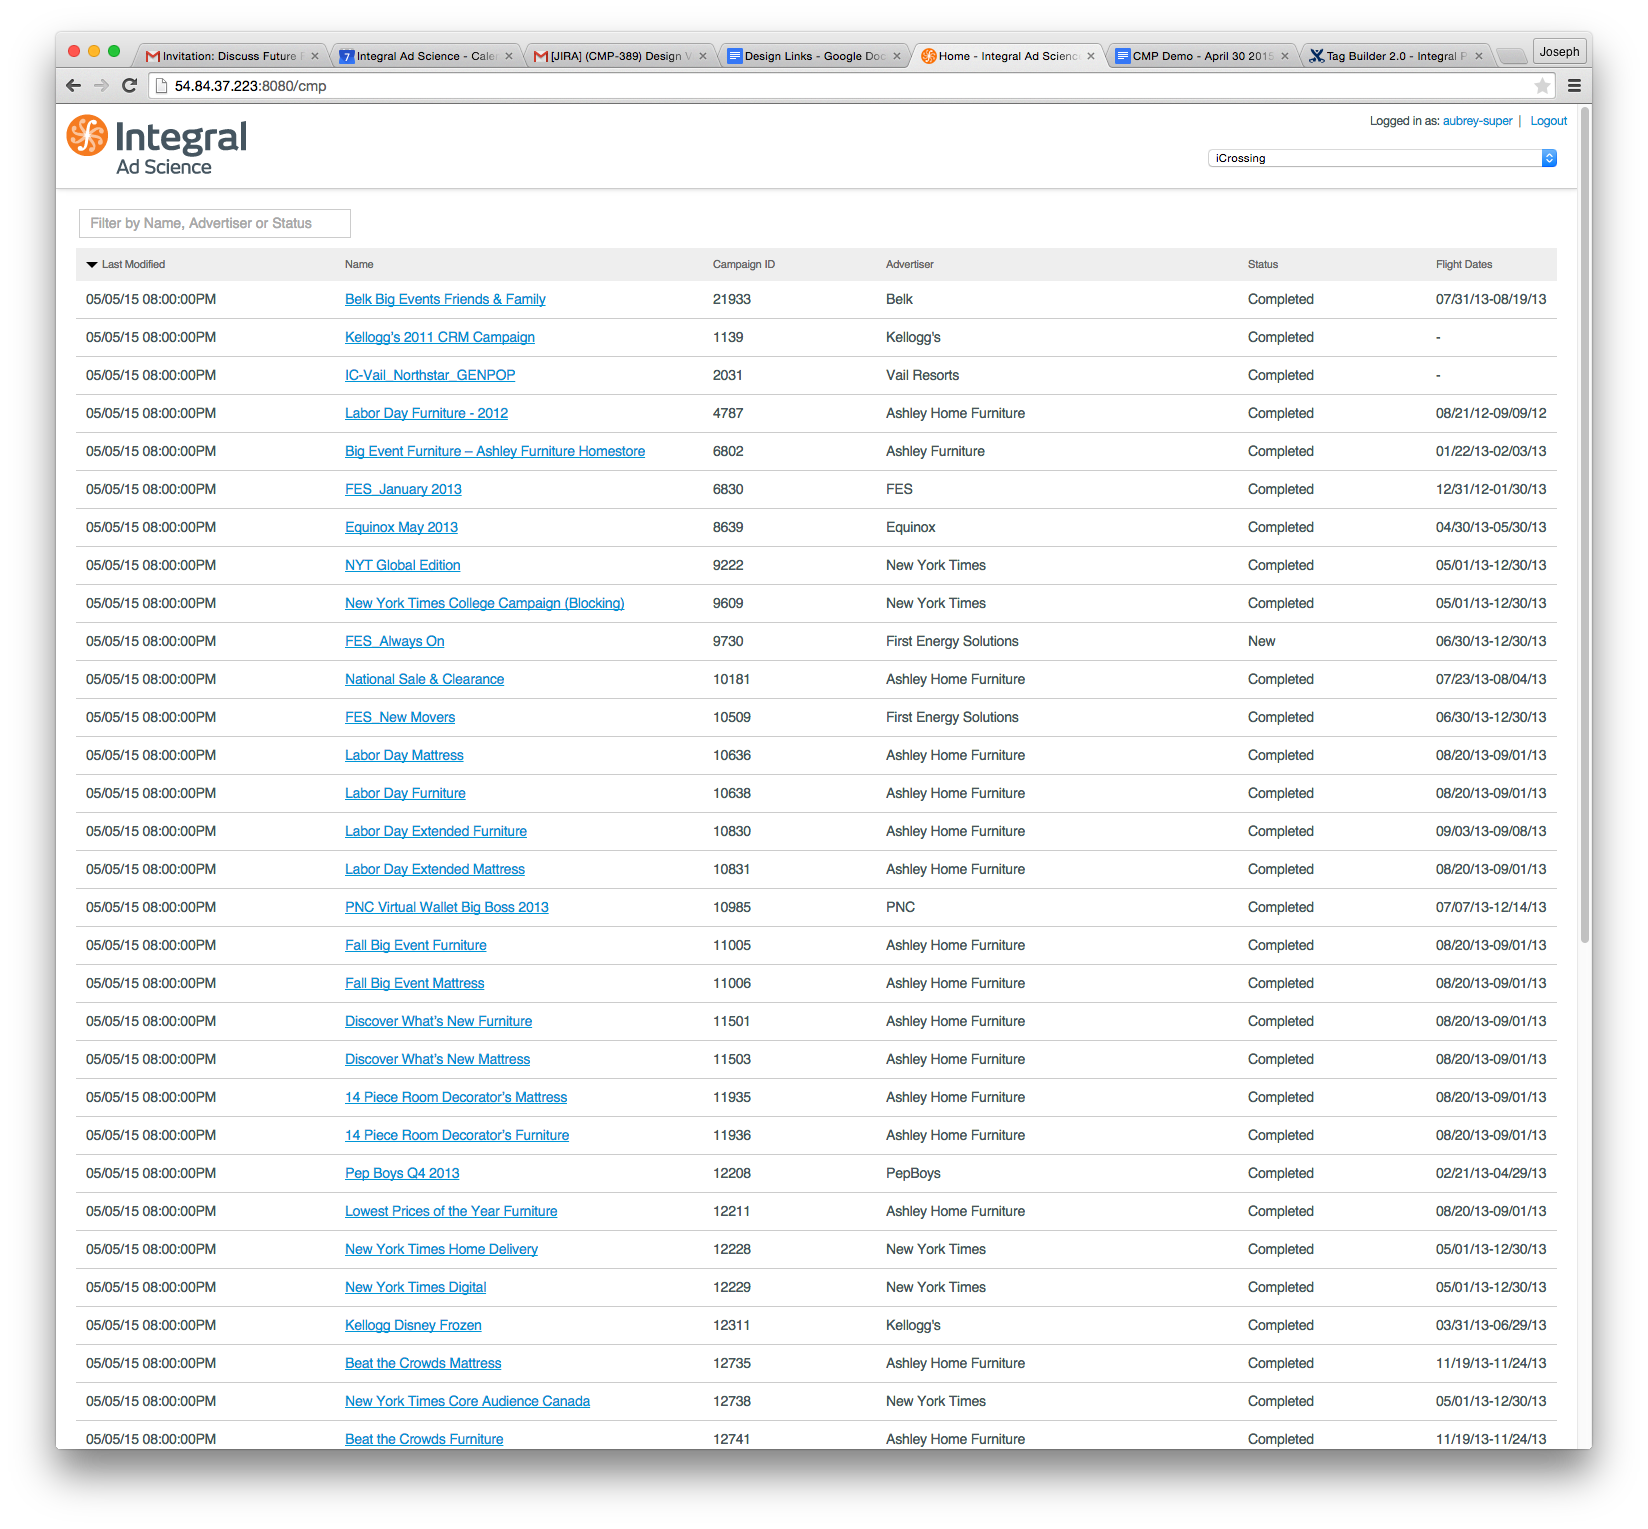 Invitation: Discuss Future
Integral Ad Science - Caler
[JIRA] (CMP-389) Design
Design Links - Google Doc
Home - Integral Ad Science
CMP Demo - April 30 2015
Tag Builder 2.0 - Integral P
Joseph
54.84.37.223:8080/cmp
Integral
Ad Science
Logged in as: aubrey-super | Logout
iCrossing
Filter by Name, Advertiser or Status
Last Modified Name Campaign ID Advertiser Status Flight Dates
05/05/15 08:00:00PM Belk Big Events Friends & Family 21933 Belk Completed 07/31/13-08/19/13
05/05/15 08:00:00PM Kellogg's 2011 CRM Campaign 1139 Kellogg's Completed -
05/05/15 08:00:00PM IC-Vail_Northstar_GENPOP 2031 Vail Resorts Completed -
05/05/15 08:00:00PM Labor Day Furniture - 2012 4787 Ashley Home Furniture Completed 08/21/12-09/09/12
05/05/15 08:00:00PM Big Event Furniture – Ashley Furniture Homestore 6802 Ashley Furniture Completed 01/22/13-02/03/13
05/05/15 08:00:00PM FES_January 2013 6830 FES Completed 12/31/12-01/30/13
05/05/15 08:00:00PM Equinox May 2013 8639 Equinox Completed 04/30/13-05/30/13
05/05/15 08:00:00PM NYT Global Edition 9222 New York Times Completed 05/01/13-12/30/13
05/05/15 08:00:00PM New York Times College Campaign (Blocking) 9609 New York Times Completed 05/01/13-12/30/13
05/05/15 08:00:00PM FES_Always On 9730 First Energy Solutions New 06/30/13-12/30/13
05/05/15 08:00:00PM National Sale & Clearance 10181 Ashley Home Furniture Completed 07/23/13-08/04/13
05/05/15 08:00:00PM FES_New Movers 10509 First Energy Solutions Completed 06/30/13-12/30/13
05/05/15 08:00:00PM Labor Day Mattress 10636 Ashley Home Furniture Completed 08/20/13-09/01/13
05/05/15 08:00:00PM Labor Day Furniture 10638 Ashley Home Furniture Completed 08/20/13-09/01/13
05/05/15 08:00:00PM Labor Day Extended Furniture 10830 Ashley Home Furniture Completed 09/03/13-09/08/13
05/05/15 08:00:00PM Labor Day Extended Mattress 10831 Ashley Home Furniture Completed 08/20/13-09/01/13
05/05/15 08:00:00PM PNC Virtual Wallet Big Boss 2013 10985 PNC Completed 07/07/13-12/14/13
05/05/15 08:00:00PM Fall Big Event Furniture 11005 Ashley Home Furniture Completed 08/20/13-09/01/13
05/05/15 08:00:00PM Fall Big Event Mattress 11006 Ashley Home Furniture Completed 08/20/13-09/01/13
05/05/15 08:00:00PM Discover What's New Furniture 11501 Ashley Home Furniture Completed 08/20/13-09/01/13
05/05/15 08:00:00PM Discover What's New Mattress 11503 Ashley Home Furniture Completed 08/20/13-09/01/13
05/05/15 08:00:00PM 14 Piece Room Decorator's Mattress 11935 Ashley Home Furniture Completed 08/20/13-09/01/13
05/05/15 08:00:00PM 14 Piece Room Decorator's Furniture 11936 Ashley Home Furniture Completed 08/20/13-09/01/13
05/05/15 08:00:00PM Pep Boys Q4 2013 12208 PepBoys Completed 02/21/13-04/29/13
05/05/15 08:00:00PM Lowest Prices of the Year Furniture 12211 Ashley Home Furniture Completed 08/20/13-09/01/13
05/05/15 08:00:00PM New York Times Home Delivery 12228 New York Times Completed 05/01/13-12/30/13
05/05/15 08:00:00PM New York Times Digital 12229 New York Times Completed 05/01/13-12/30/13
05/05/15 08:00:00PM Kellogg Disney Frozen 12311 Kellogg's Completed 03/31/13-06/29/13
05/05/15 08:00:00PM Beat the Crowds Mattress 12735 Ashley Home Furniture Completed 11/19/13-11/24/13
05/05/15 08:00:00PM New York Times Core Audience Canada 12738 New York Times Completed 05/01/13-12/30/13
05/05/15 08:00:00PM Beat the Crowds Furniture 12741 Ashley Home Furniture Completed 11/19/13-11/24/13